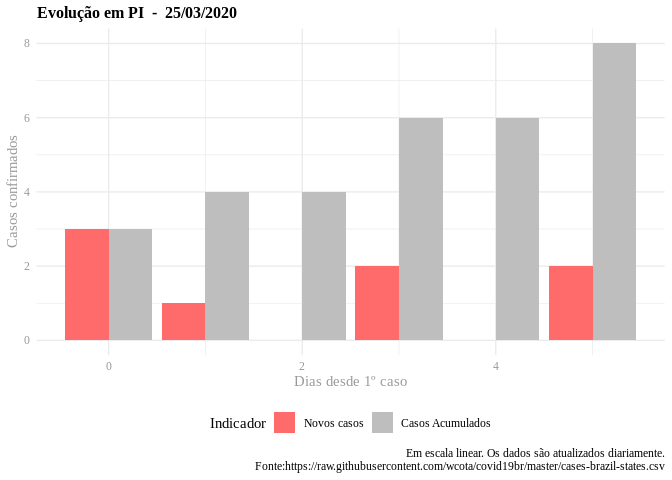 Evolução em PI  -  25/03/2020
Casos confirmados
8
6
4
2
0
0 2 4
Dias desde 1º caso
Indicador Novos casos Casos Acumulados
Em escala linear. Os dados são atualizados diariamente.
Fonte:https://raw.githubusercontent.com/wcota/covid19br/master/cases-brazil-states.csv